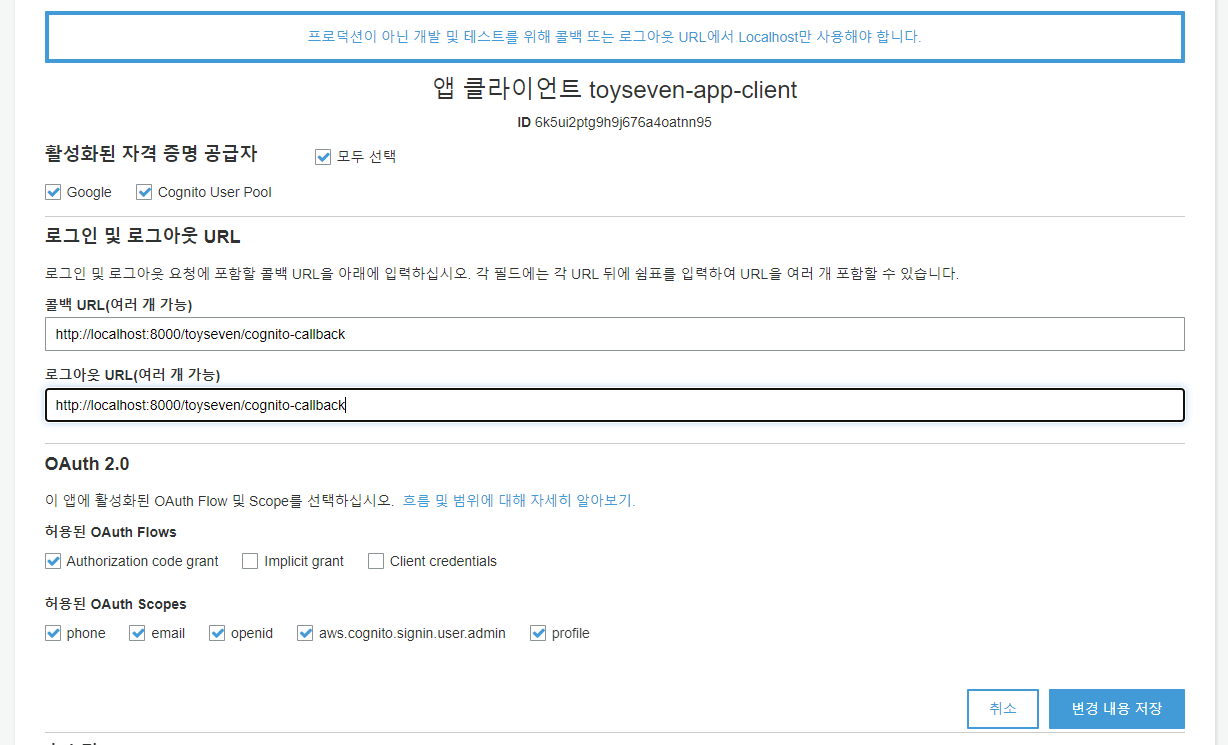 프로덕션이 아닌 개발 및 테스트를 위해 콜백 또는 로그아웃 URL에서 Localhost만 사용해야 합니다.
앱 클라이언트 toyseven-app-client
ID 6k5ui2ptg9h9j676a4oatnn95
활성화된 자격 증명 공급자 모두 선택
Google Cognito User Pool
로그인 및 로그아웃 URL
로그인 및 로그아웃 요청에 포함할 콜백 URL을 아래에 입력하십시오. 각 필드에는 각 URL 뒤에 쉼표를 입력하여 URL을 여러 개 포함할 수 있습니다.
콜백 URL(여러 개 가능)
http://localhost:8000/toyseven/cognito-callback
로그아웃 URL(여러 개 가능)
http://localhost:8000/toyseven/cognito-callback
OAuth 2.0
이 앱에 활성화된 OAuth Flow 및 Scope를 선택하십시오. 흐름 및 범위에 대해 자세히 알아보기.
허용된 OAuth Flows
Authorization code grant Implicit grant Client credentials
허용된 OAuth Scopes
phone email openid aws.cognito.signin.user.admin profile
취소 변경 내용 저장